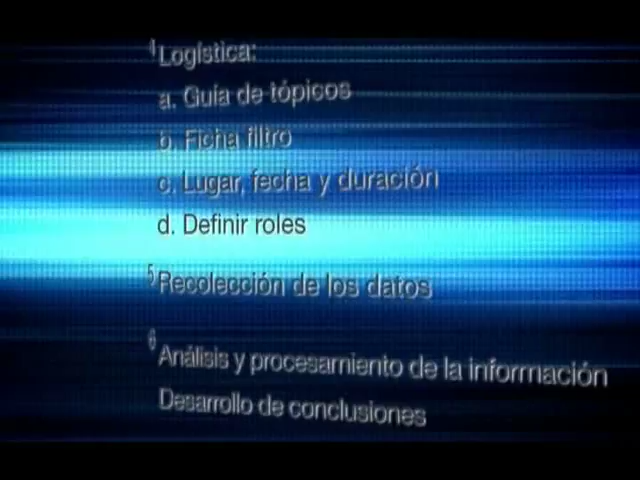 4 Logística:
a. Guía de tópicos
b. Ficha filtro
c. Lugar, fecha y duración
d. Definir roles
5 Recolección de los datos
6 Análisis y procesamiento de la información
Desarrollo de conclusiones